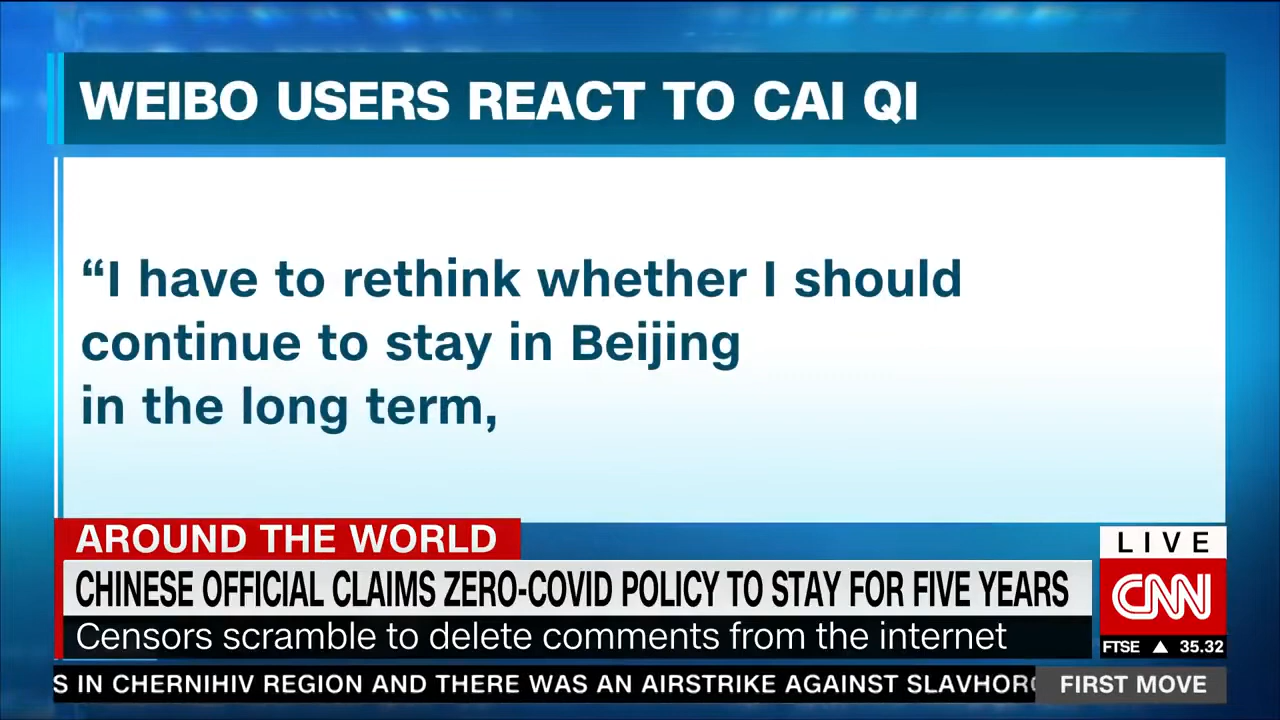 WEIBO USERS REACT TO CAI QI
“I have to rethink whether I should
continue to stay in Beijing
in the long term,
AROUND THE WORLD
CHINESE OFFICIAL CLAIMS ZERO-COVID POLICY TO STAY FOR FIVE YEARS
Censors scramble to delete comments from the internet
LIVE
CNN
FTSE ▲ 35.32
S IN CHERNIHIV REGION AND THERE WAS AN AIRSTRIKE AGAINST SLAVHOR
FIRST MOVE